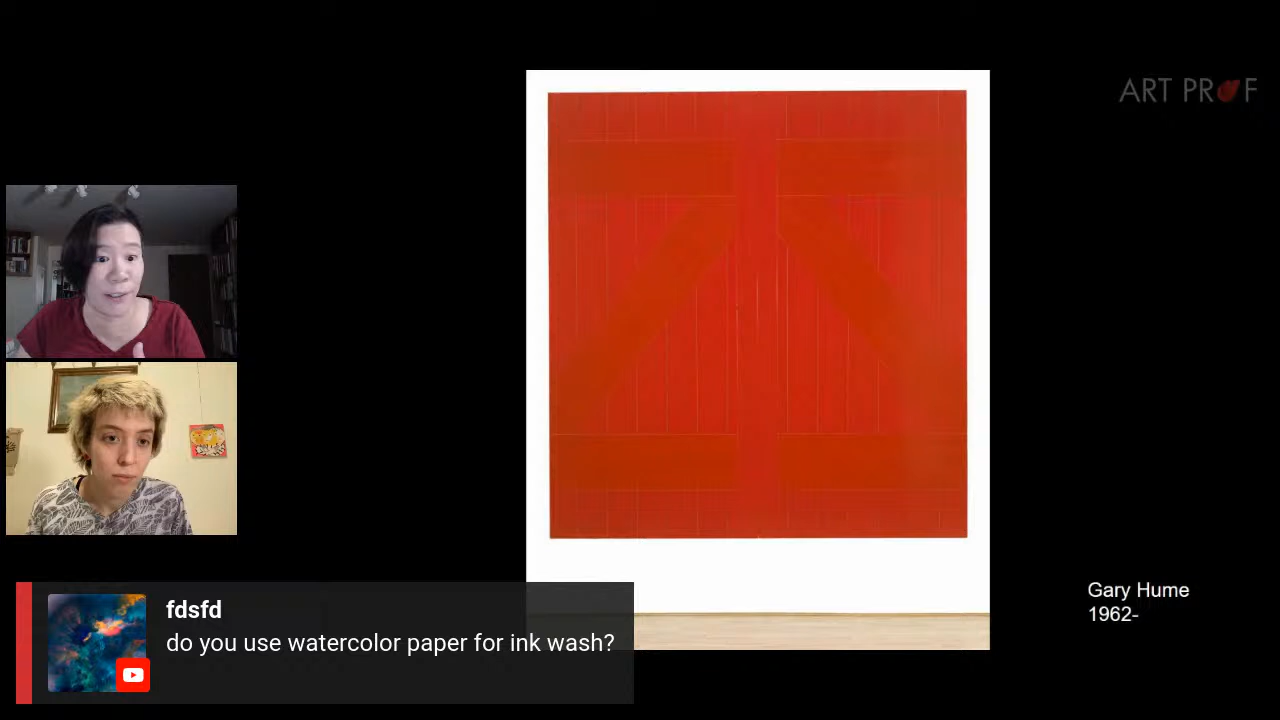 ART PROF
fdsfd
do you use watercolor paper for ink wash?
Gary Hume
1962-